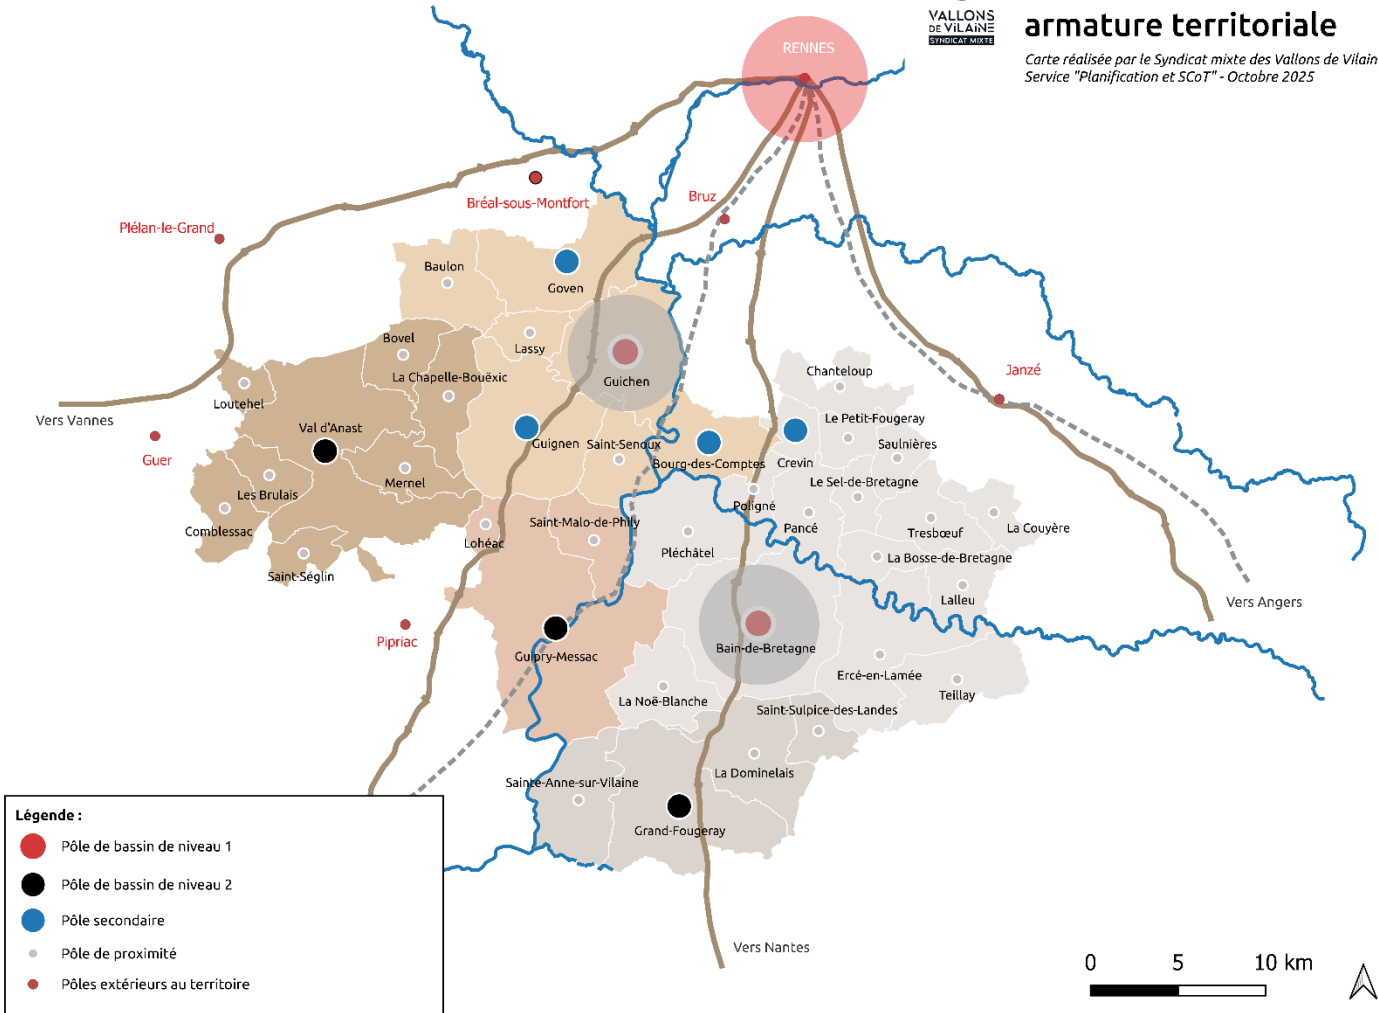 VALLONS
DE VILAINE
SYNDICAT MIXTE
armature territoriale
Carte réalisée par le Syndicat mixte des Vallons de Vilain
Service "Planification et SCoT" - Octobre 2025
RENNES
Bréal-sous-Montfort
Bruz
Plélan-le-Grand
Baulon
Goven
Bovel
Lassy
La Chapelle-Bouëxic
Guichen
Chanteloup
Janzé
Loutehel
Vers Vannes
Val d'Anast
Le Petit-Fougeray
Guignen
Saint-Senoux
Saulnières
Guer
Bourg-des-Comptes
Crevin
Mernel
Le Sel-de-Bretagne
Les Brulais
Poligné
Comblessac
Saint-Malo-de-Phily
Pancé
Tresbœuf
La Couyère
Lohéac
Pléchâtel
La Bosse-de-Bretagne
Saint-Séglin
Lalleu
Vers Angers
Pipriac
Bain-de-Bretagne
Guipry-Messac
Ercé-en-Lamée
Teillay
La Noë-Blanche
Saint-Sulpice-des-Landes
La Dominelais
Sainte-Anne-sur-Vilaine
Grand-Fougeray
Vers Nantes
Légende :
Pôle de bassin de niveau 1
Pôle de bassin de niveau 2
Pôle secondaire
Pôle de proximité
Pôles extérieurs au territoire
0 5 10 km